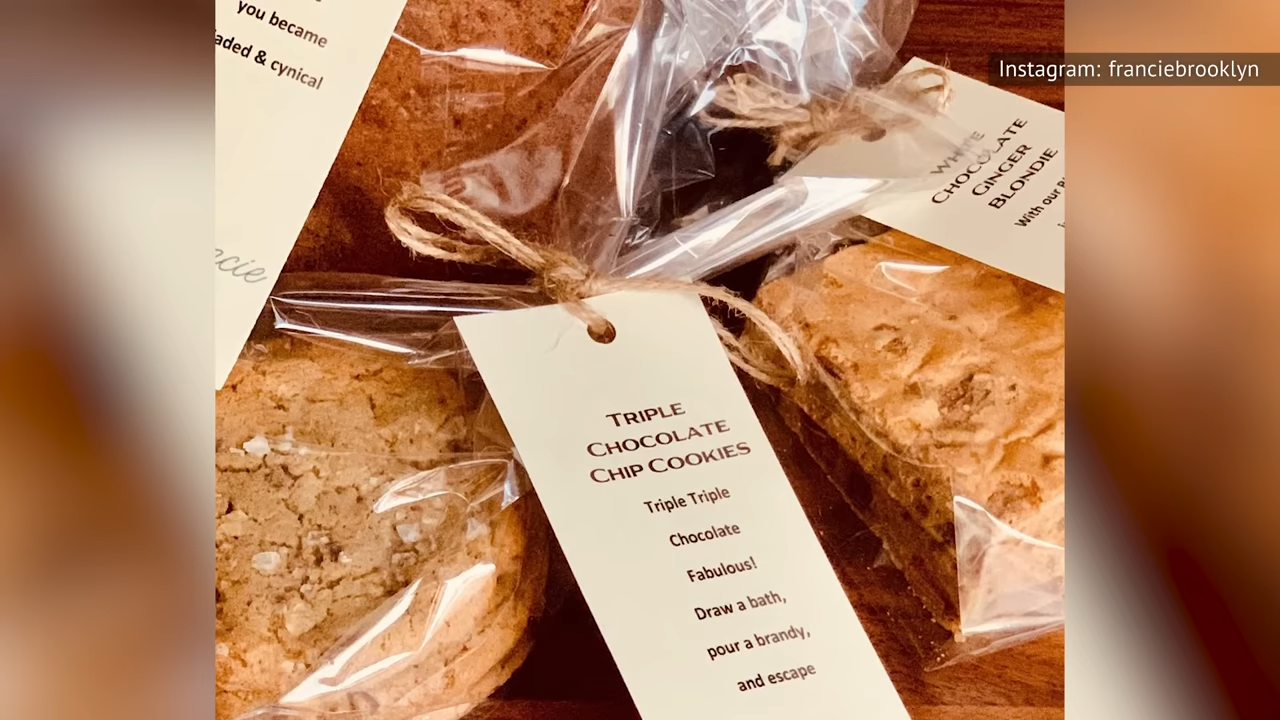 you became
jaded & cynical
Instagram: franciebrooklyn
WHITE
CHOCOLATE
GINGER
BLONDIE
With our
TRIPLE
CHOCOLATE
CHIP COOKIES
Triple Triple
Chocolate
Fabulous!
Draw a bath,
pour a brandy,
and escape